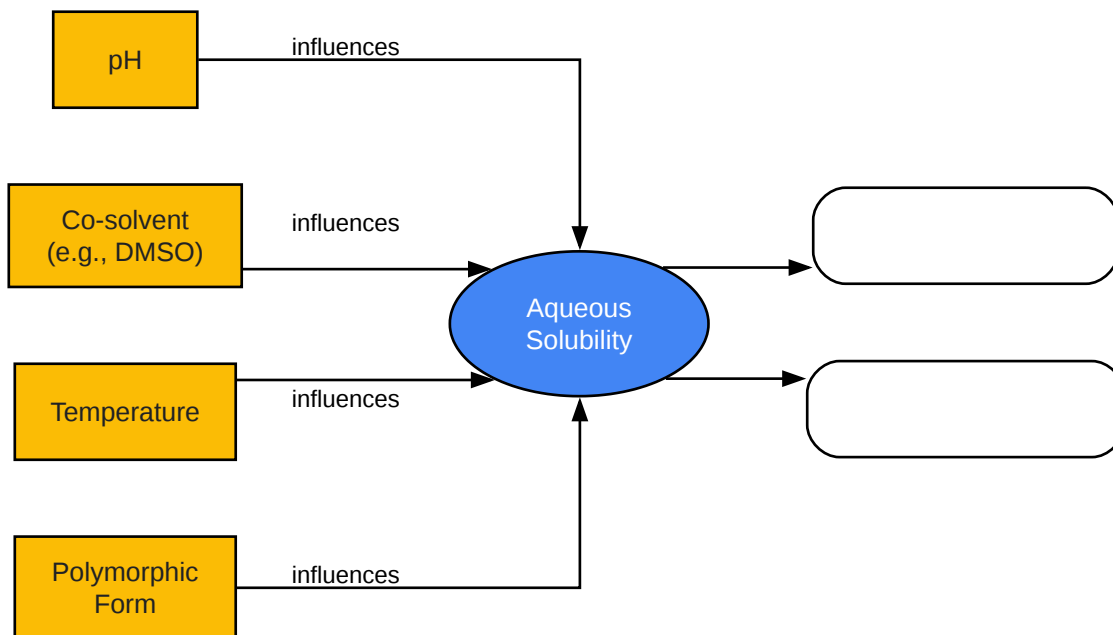 pH
influences
Co-solvent
(e.g., DMSO)
influences
Aqueous
Solubility
Temperature
influences
Polymorphic
Form
influences